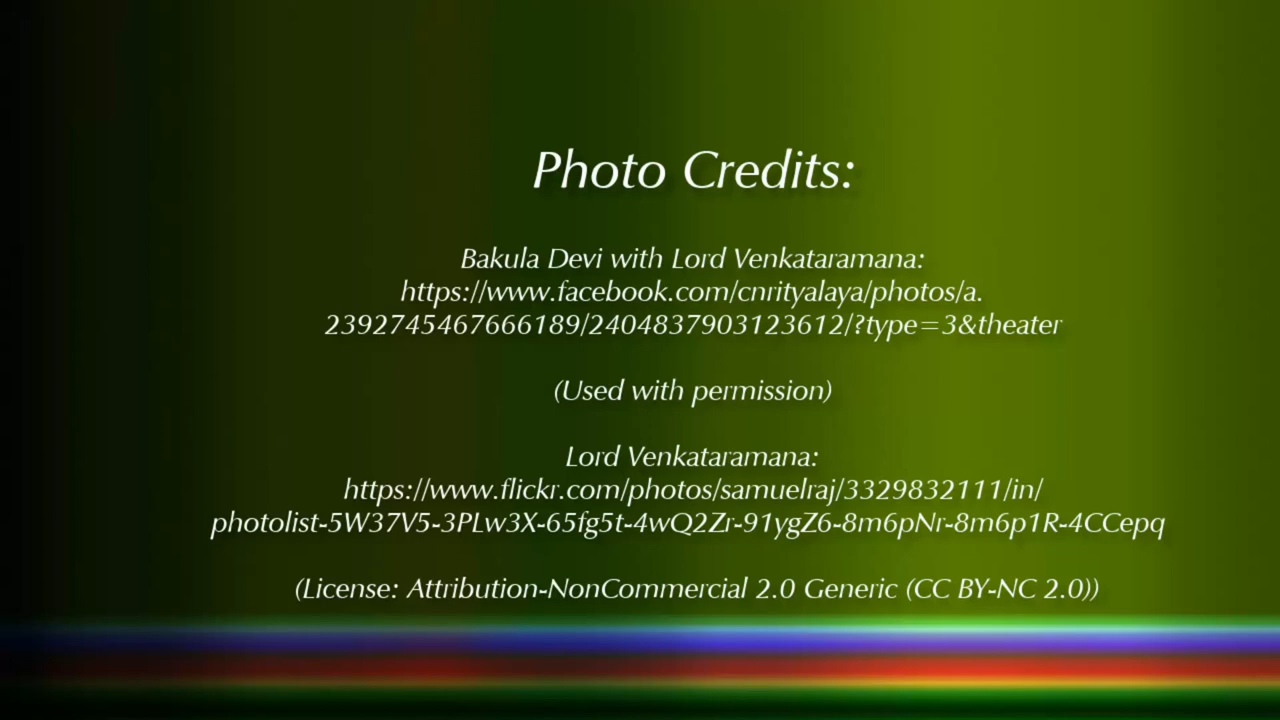 Photo Credits:
Bakula Devi with Lord Venkataramana:
https://www.facebook.com/cnrityalaya/photos/a.
2392745467666189/2404837903123612/?type=3&theater
(Used with permission)
Lord Venkataramana:
https://www.flickr.com/photos/samuelraj/3329832111/in/
photolist-5W37V5-3PLw3X-65fg5t-4wQ2Zr-91ygZ6-8m6pNr-8m6p1R-4CCepq
(License: Attribution-NonCommercial 2.0 Generic (CC BY-NC 2.0))